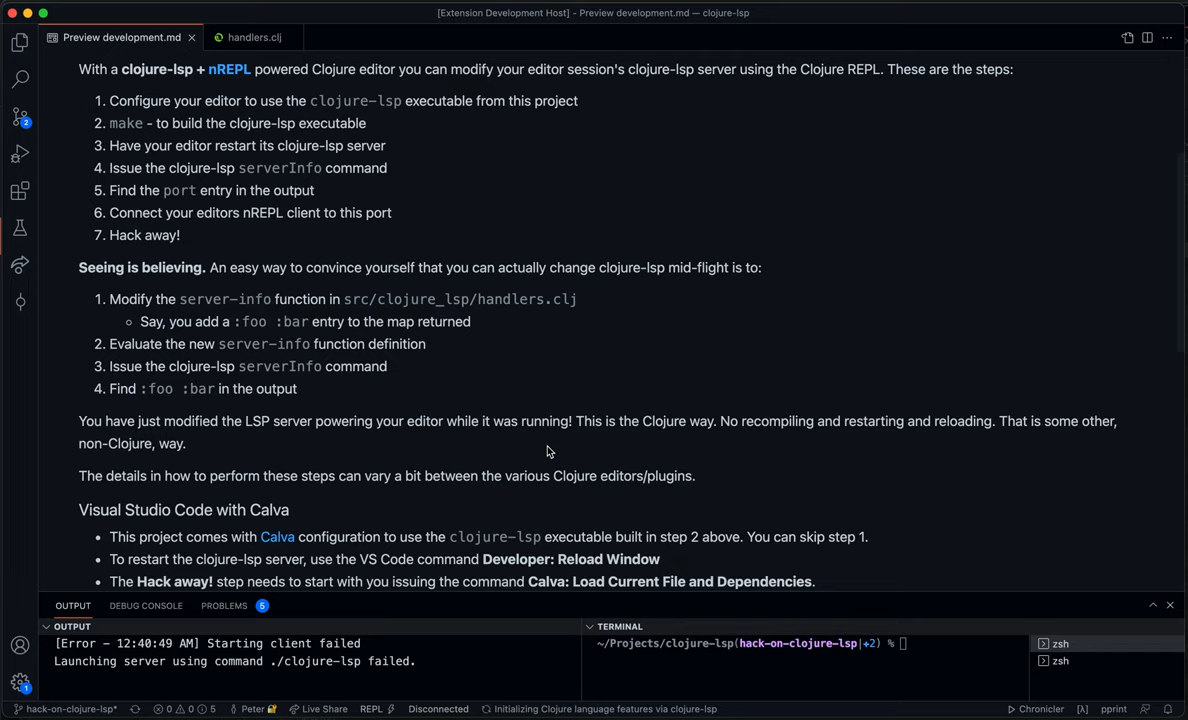 [Extension Development Host] - Preview development.md — clojure-lsp
Preview development.md
handlers.clj
With a clojure-lsp + nREPL powered Clojure editor you can modify your editor session's clojure-lsp server using the Clojure REPL. These are the steps:
1. Configure your editor to use the clojure-lsp executable from this project
2. make - to build the clojure-lsp executable
3. Have your editor restart its clojure-lsp server
4. Issue the clojure-lsp serverInfo command
5. Find the port entry in the output
6. Connect your editors nREPL client to this port
7. Hack away!
Seeing is believing. An easy way to convince yourself that you can actually change clojure-lsp mid-flight is to:
1. Modify the server-info function in src/clojure_lsp/handlers.clj
Say, you add a :foo :bar entry to the map returned
2. Evaluate the new server-info function definition
3. Issue the clojure-lsp serverInfo command
4. Find :foo :bar in the output
You have just modified the LSP server powering your editor while it was running! This is the Clojure way. No recompiling and restarting and reloading. That is some other,
non-Clojure, way.
The details in how to perform these steps can vary a bit between the various Clojure editors/plugins.
Visual Studio Code with Calva
This project comes with Calva configuration to use the clojure-lsp executable built in step 2 above. You can skip step 1.
To restart the clojure-lsp server, use the VS Code command Developer: Reload Window
The Hack away! step needs to start with you issuing the command Calva: Load Current File and Dependencies.
2
OUTPUT DEBUG CONSOLE PROBLEMS 5
OUTPUT
[Error - 12:40:49 AM] Starting client failed
Launching server using command ./clojure-lsp failed.
TERMINAL
~/Projects/clojure-lsp(hack-on-clojure-lsp|+2) %
zsh
zsh
1
hack-on-clojure-lsp* 0 0 5 Peter Live Share REPL Disconnected Initializing Clojure language features via clojure-lsp Chronicler [λ] pprint